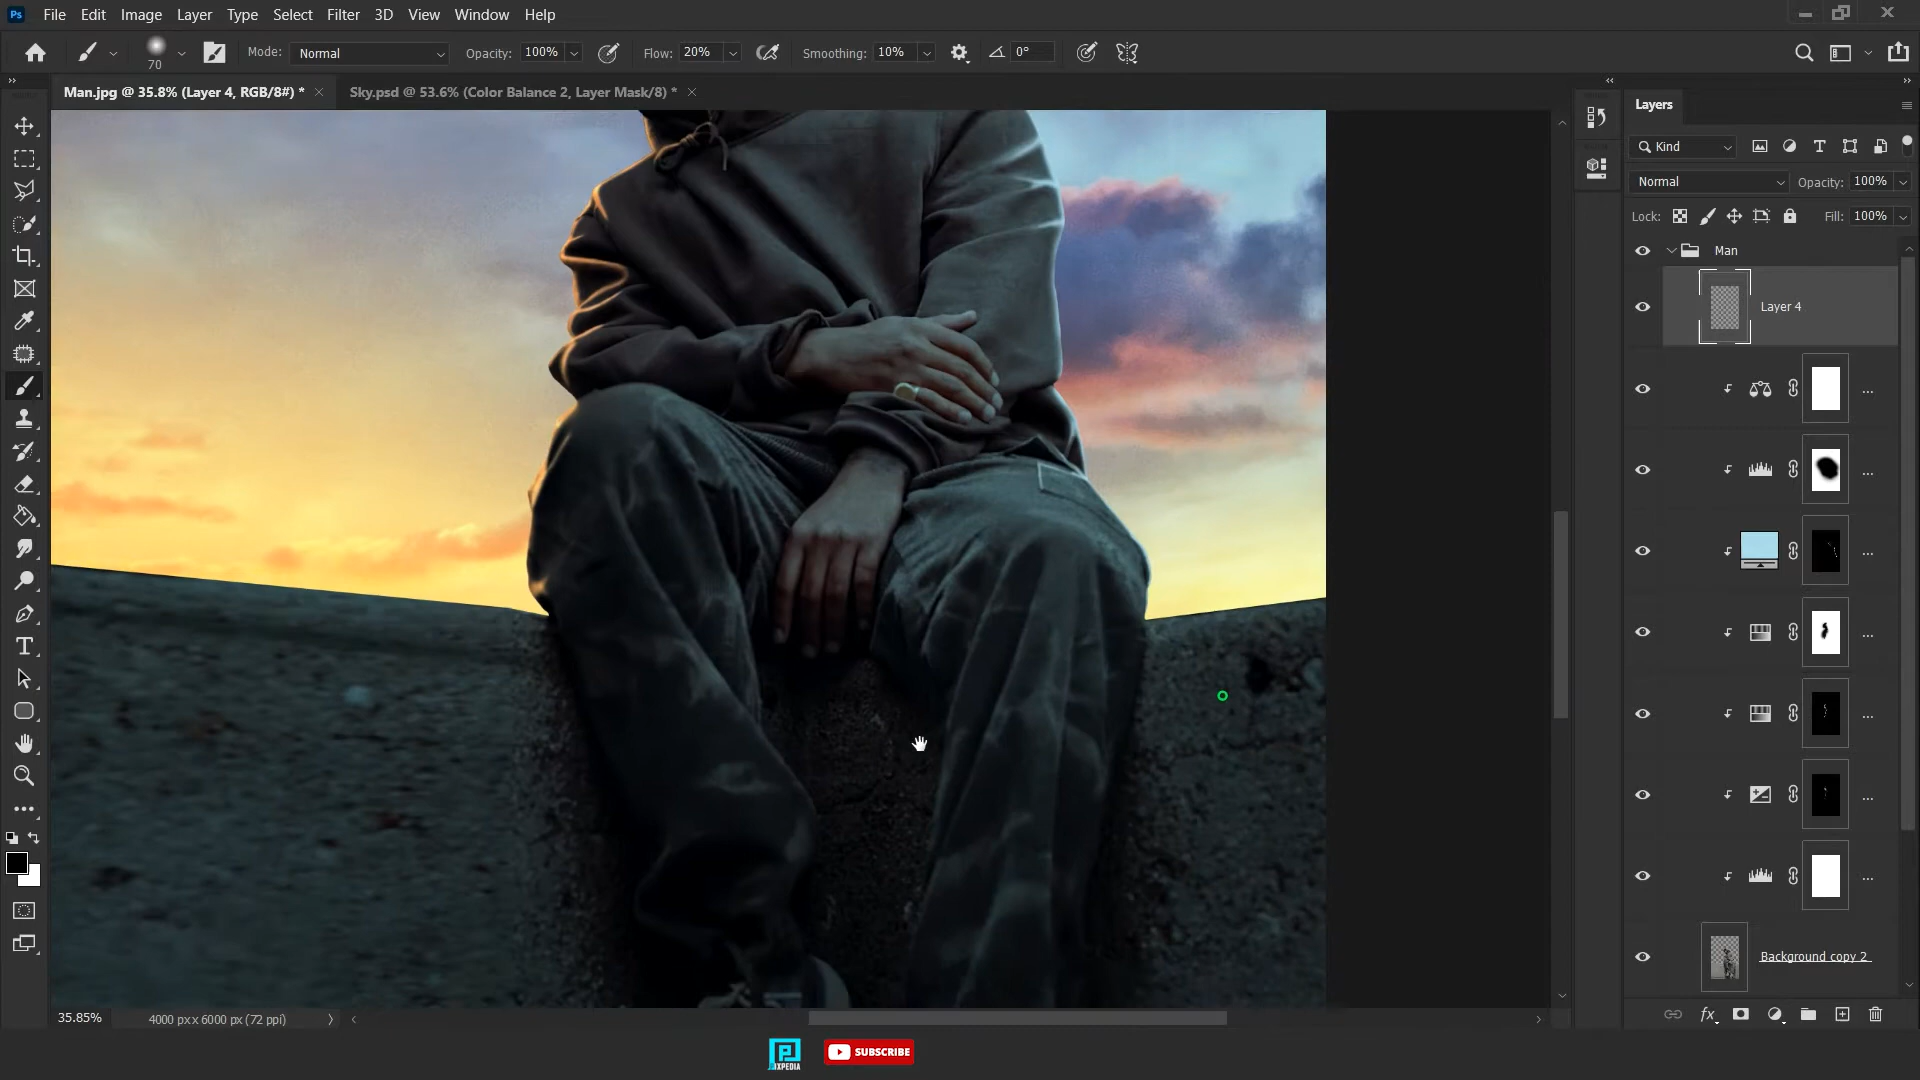 Ps File Edit Image Layer Type Select Filter 3D View Window Help
70 Mode: Normal Opacity: 100% Flow: 20% Smoothing: 10% 0°
Man.jpg @ 35.8% (Layer 4, RGB/8#) * Sky.psd @ 53.6% (Color Balance 2, Layer Mask/8) *
Layers
Kind
Normal Opacity: 100%
Lock: Fill: 100%
Man
Layer 4
...
...
...
...
...
...
...
Background copy 2
fx
35.85% 4000 px x 6000 px (72 ppi)
PIXPEDIA SUBSCRIBE